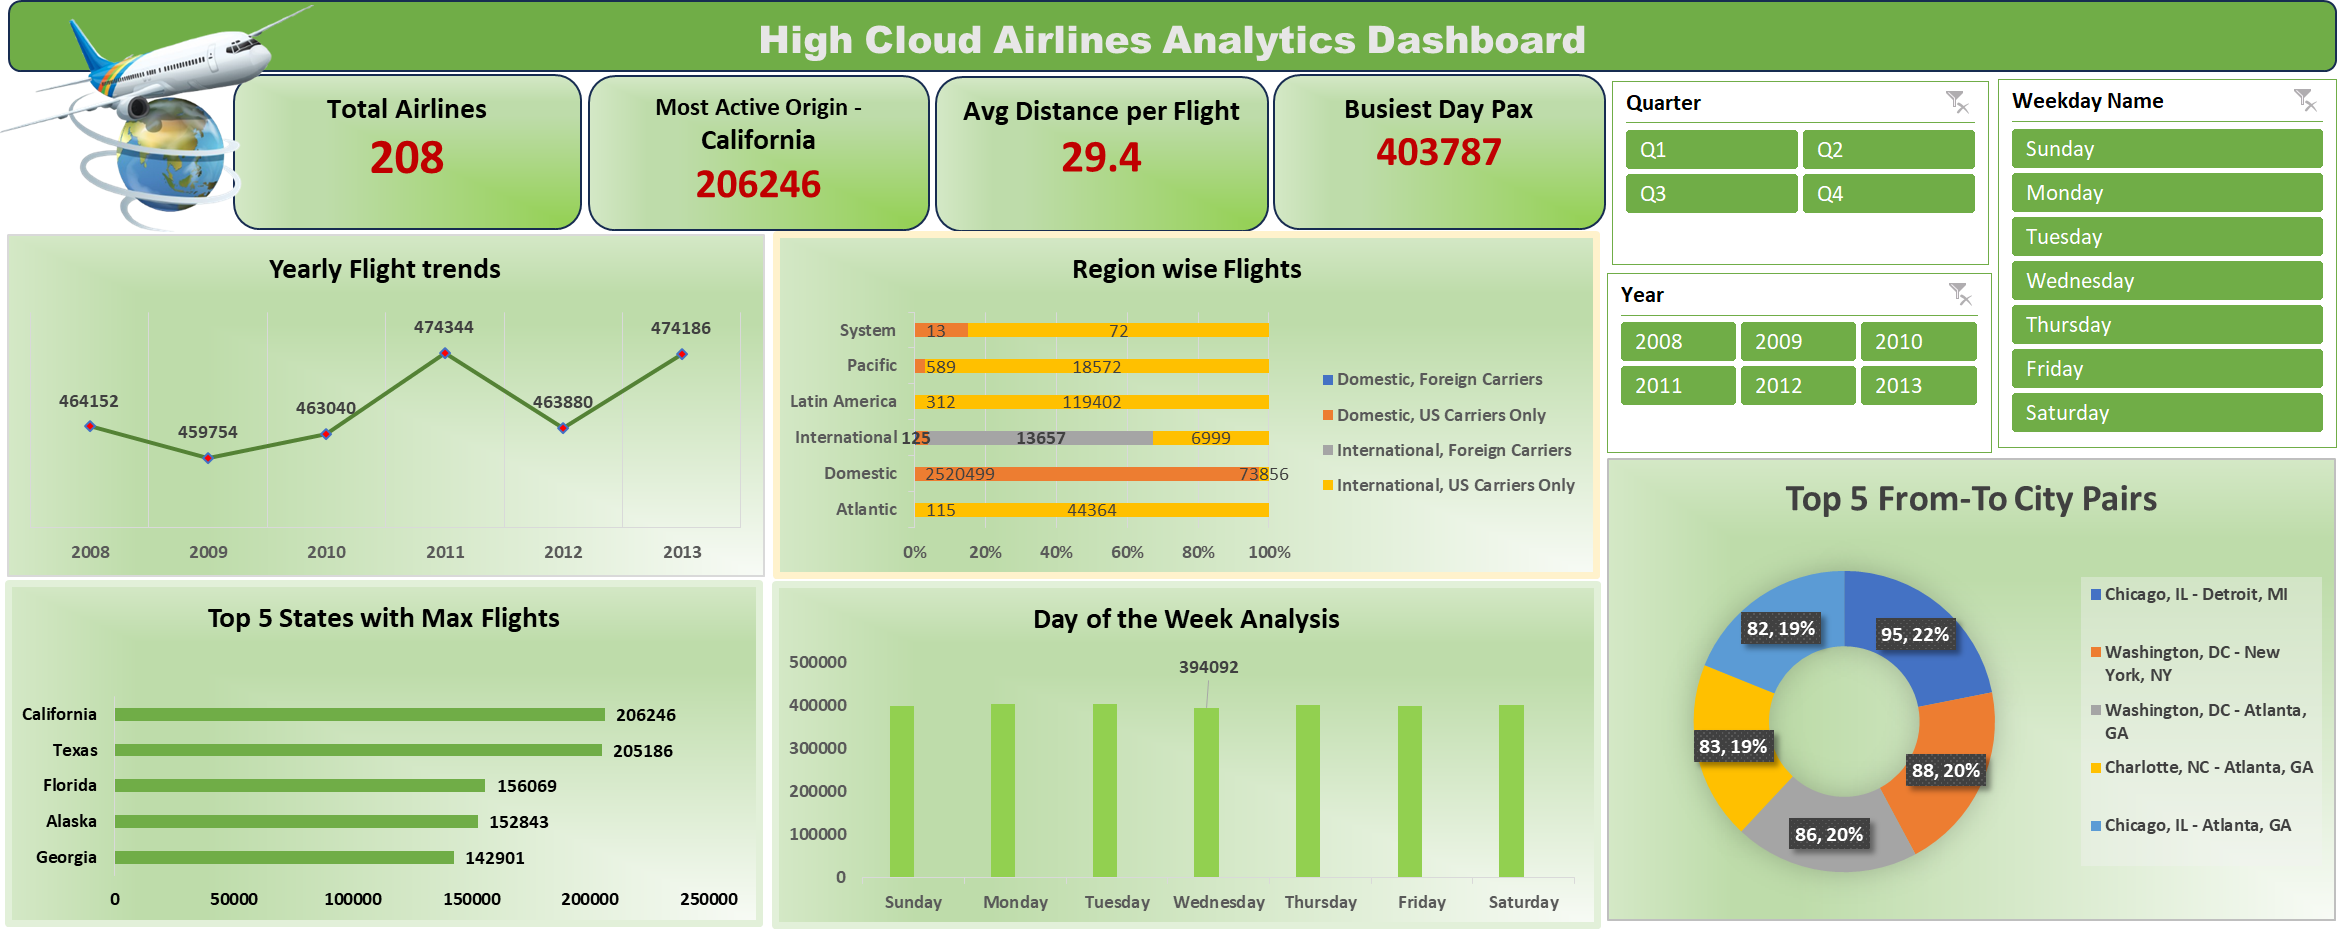 High Cloud Airlines Analytics Dashboard
Total Airlines
208
Most Active Origin -
California
206246
Avg Distance per Flight
29.4
Busiest Day Pax
403787
Quarter
Q1
Q2
Q3
Q4
Weekday Name
Sunday
Monday
Tuesday
Wednesday
Thursday
Friday
Saturday
Year
2008
2009
2010
2011
2012
2013
Yearly Flight trends
464152
459754
463040
474344
463880
474186
2008
2009
2010
2011
2012
2013
Region wise Flights
System
13
72
Pacific
589
18572
Latin America
312
119402
International
125
13657
6999
Domestic
2520499
73856
Atlantic
115
44364
0%
20%
40%
60%
80%
100%
Domestic, Foreign Carriers
Domestic, US Carriers Only
International, Foreign Carriers
International, US Carriers Only
Top 5 States with Max Flights
California
206246
Texas
205186
Florida
156069
Alaska
152843
Georgia
142901
0
50000
100000
150000
200000
250000
Day of the Week Analysis
500000
400000
300000
200000
100000
0
394092
Sunday
Monday
Tuesday
Wednesday
Thursday
Friday
Saturday
Top 5 From-To City Pairs
95, 22%
88, 20%
86, 20%
83, 19%
82, 19%
Chicago, IL - Detroit, MI
Washington, DC - New
York, NY
Washington, DC - Atlanta,
GA
Charlotte, NC - Atlanta, GA
Chicago, IL - Atlanta, GA